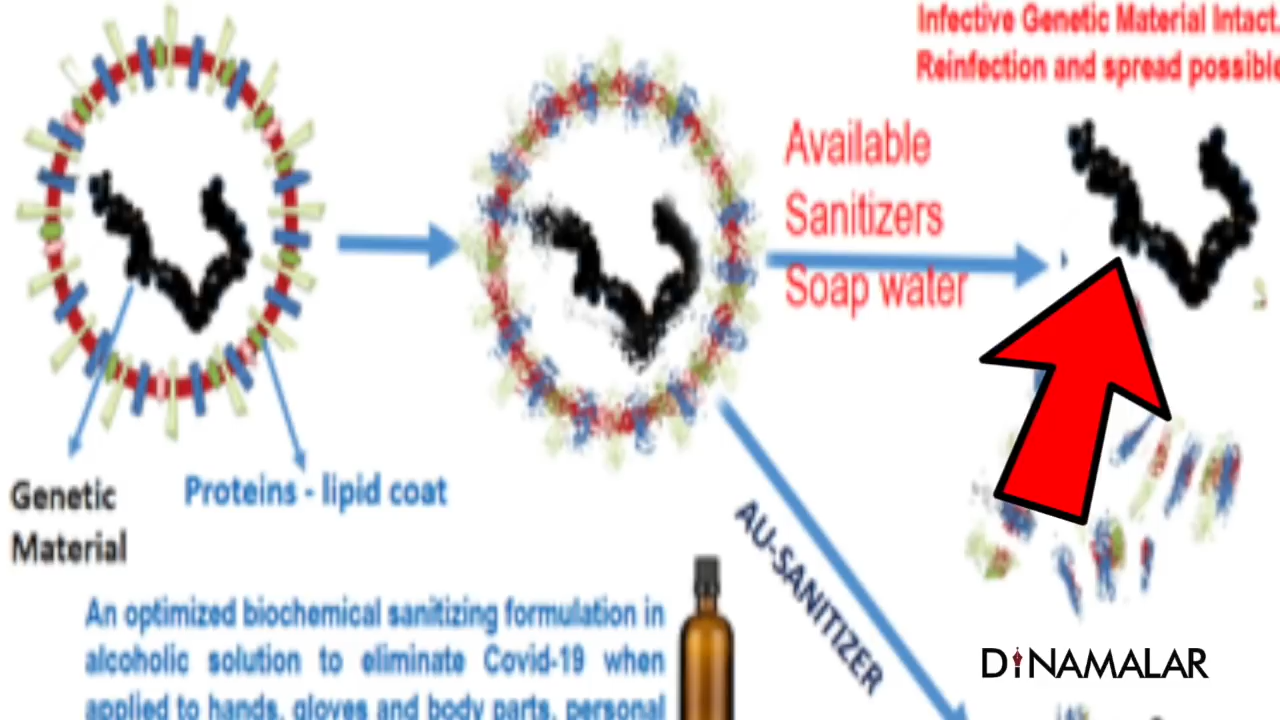 Infective Genetic Material Intact.
Reinfection and spread possible
Available
Sanitizers
Soap water
Genetic
Material
Proteins - lipid coat
AU-SANITIZER
An optimized biochemical sanitizing formulation in
alcoholic solution to eliminate Covid-19 when
applied to hands, gloves and body parts, personal
DINAMALAR